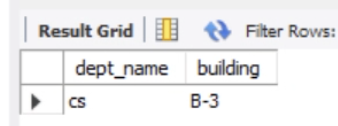 Result Grid Filter Rows:
dept_name building
cs B-3